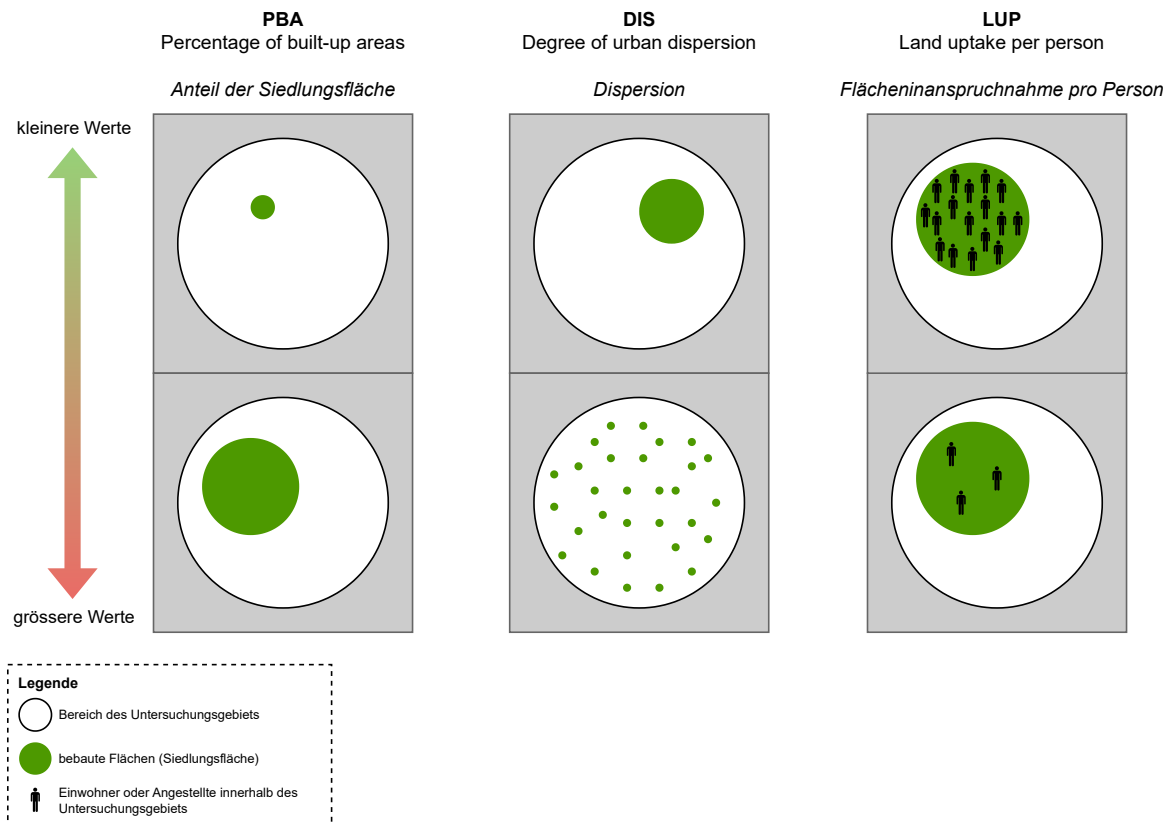 PBA
Percentage of built-up areas
Anteil der Siedlungsfläche
DIS
Degree of urban dispersion
Dispersion
LUP
Land uptake per person
Flächeninanspruchnahme pro Person
kleinere Werte
grössere Werte
Legende
Bereich des Untersuchungsgebiets
bebaute Flächen (Siedlungsfläche)
Einwohner oder Angestellte innerhalb des
Untersuchungsgebiets